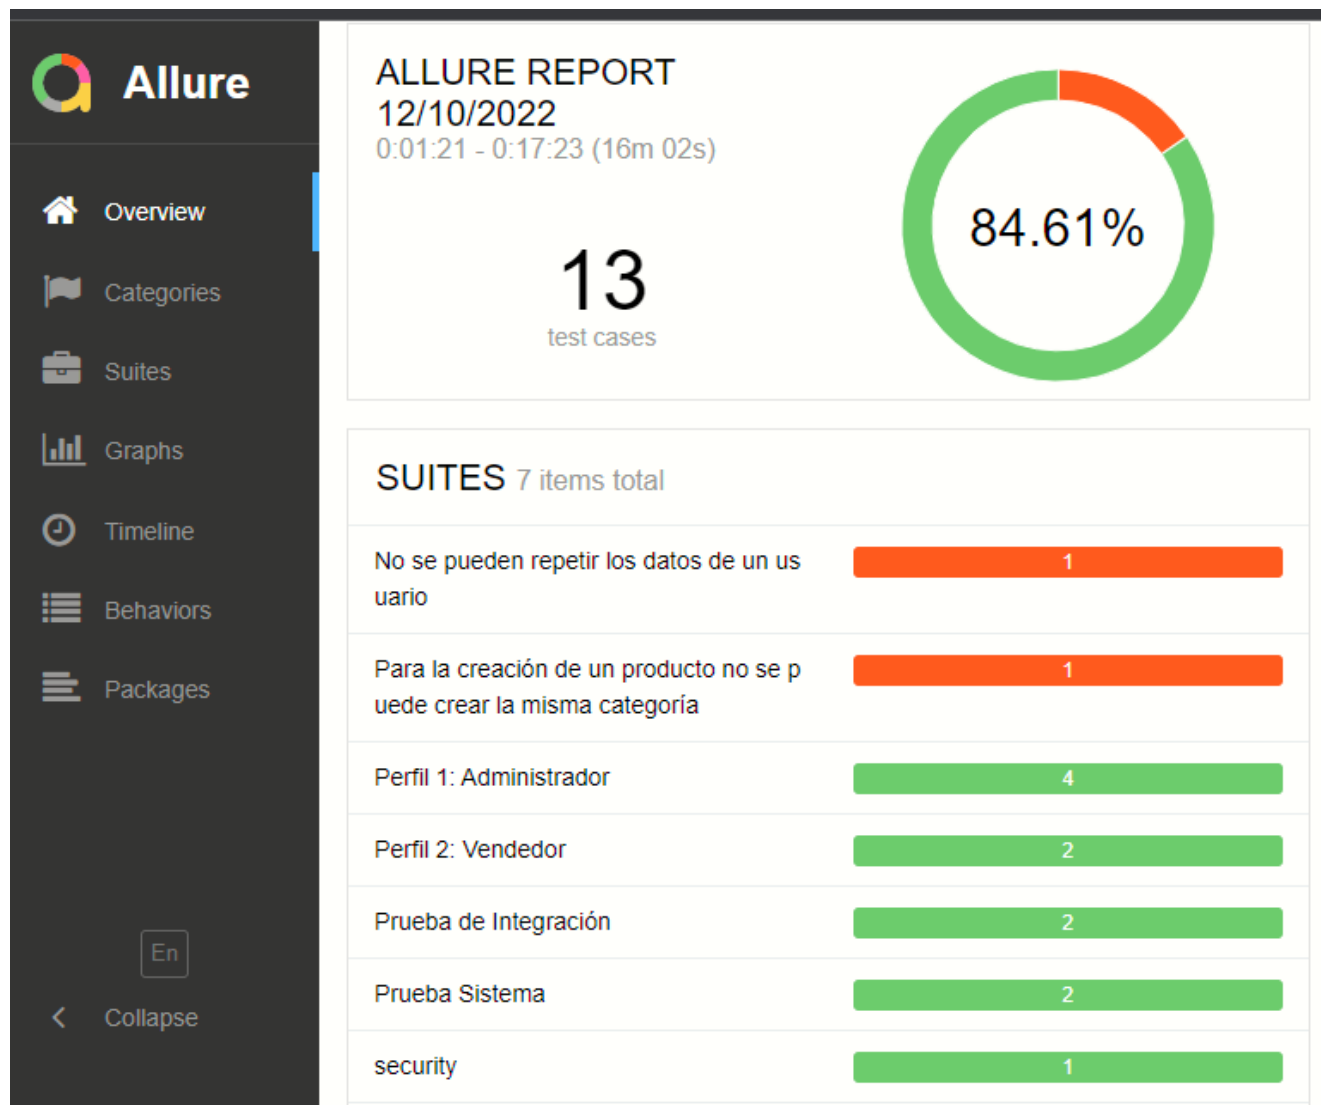 Allure
Overview
Categories
Suites
Graphs
Timeline
Behaviors
Packages
En
Collapse
ALLURE REPORT
12/10/2022
0:01:21 - 0:17:23 (16m 02s)
13
test cases
84.61%
SUITES 7 items total
No se pueden repetir los datos de un us
uario
1
Para la creación de un producto no se p
uede crear la misma categoría
1
Perfil 1: Administrador
4
Perfil 2: Vendedor
2
Prueba de Integración
2
Prueba Sistema
2
security
1